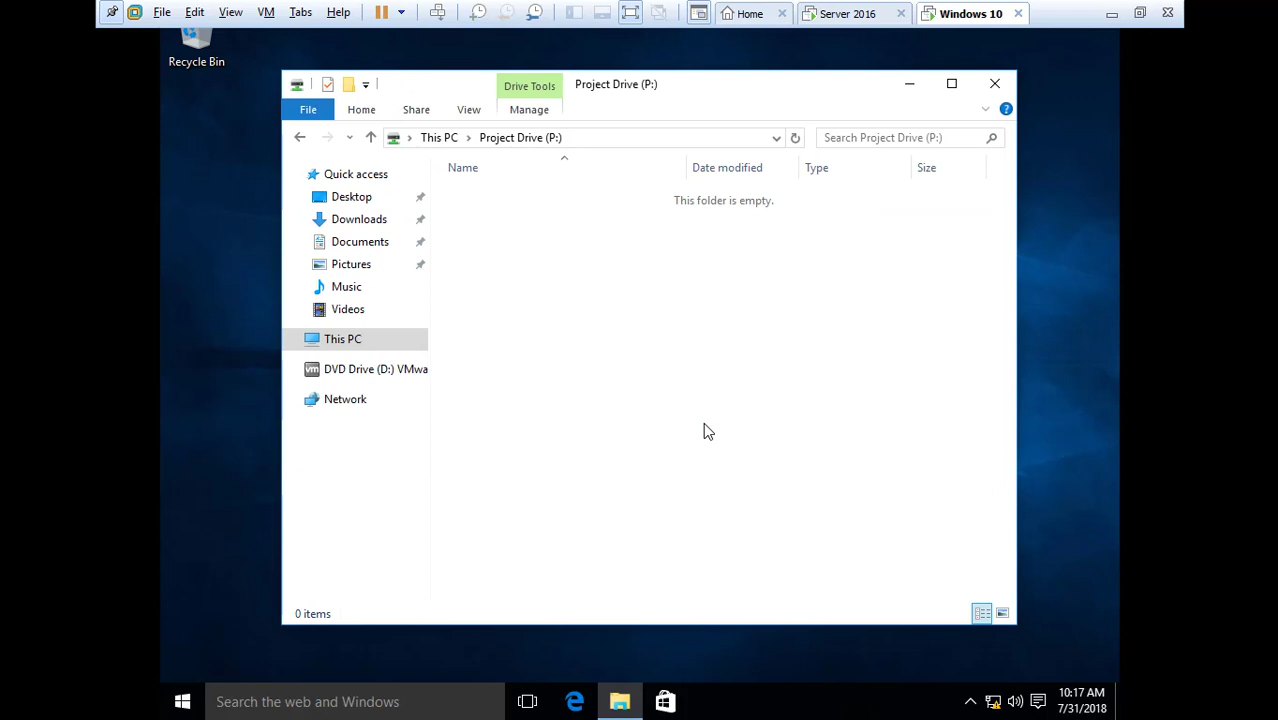 File Edit View VM Tabs Help Home Server 2016 Windows 10
Recycle Bin
Drive Tools Project Drive (P:)
File Home Share View Manage
This PC Project Drive (P:) Search Project Drive (P:)
Name Date modified Type Size
This folder is empty.
Quick access
Desktop
Downloads
Documents
Pictures
Music
Videos
This PC
DVD Drive (D:) VMwa
Network
0 items
Search the web and Windows
10:17 AM
7/31/2018